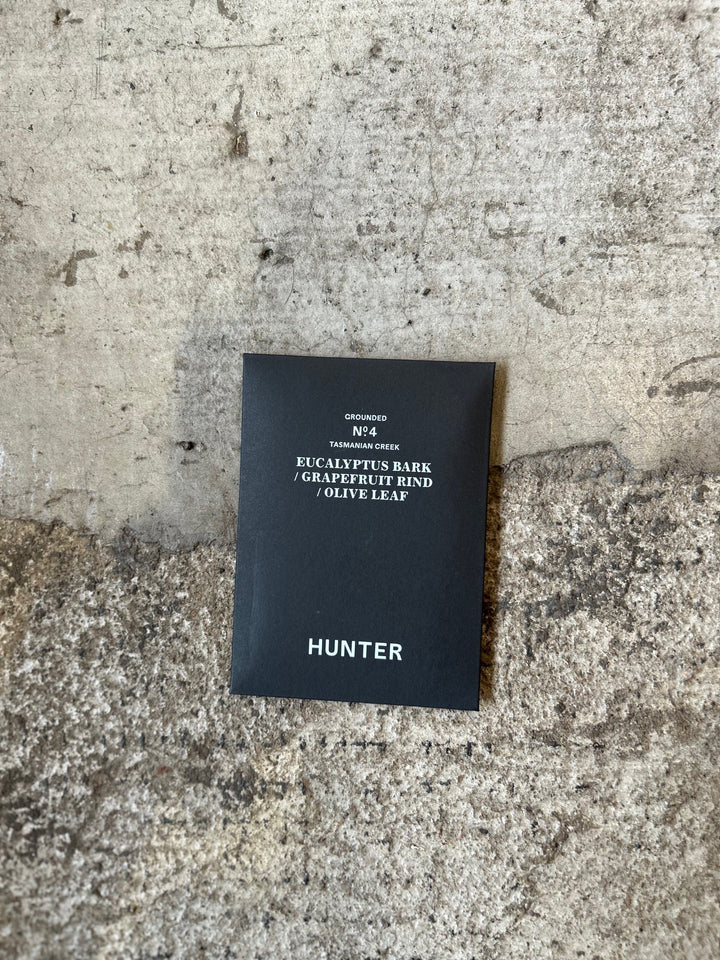 GROUNDED
Nº4
TASMANIAN CREEK
EUCALYPTUS BARK
/ GRAPEFRUIT RIND
/ OLIVE LEAF
HUNTER